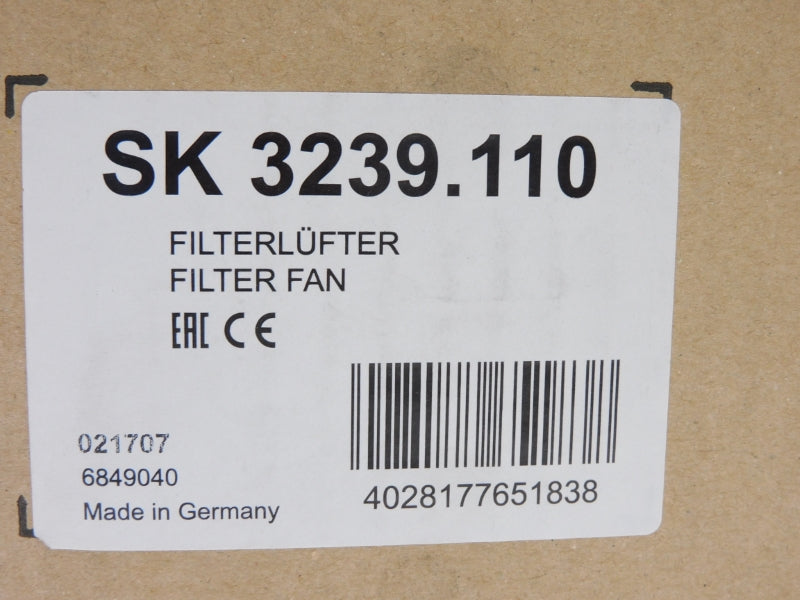 SK 3239.110
FILTERLÜFTER
FILTER FAN
EAC CE
021707
6849040
Made in Germany
4028177651838